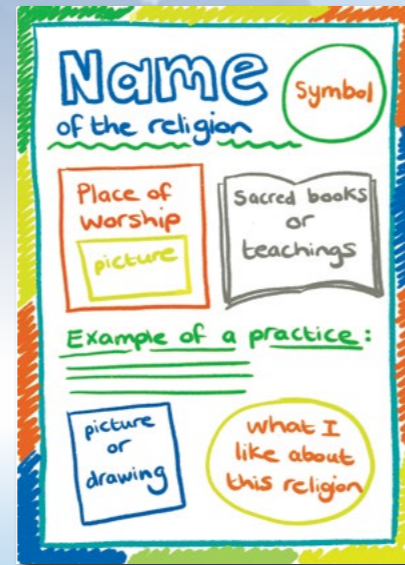 Name
Symbol
of the religion
Place of
worship
picture
Sacred books
or
teachings
Example of a practice:
picture
or
drawing
what I
like about
this religion